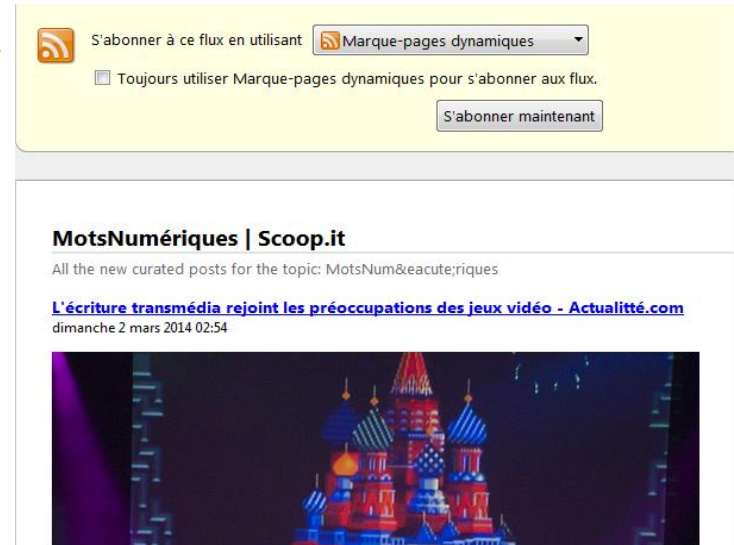 S'abonner à ce flux en utilisant Marque-pages dynamiques
Toujours utiliser Marque-pages dynamiques pour s'abonner aux flux.
S'abonner maintenant
MotsNumériques | Scoop.it
All the new curated posts for the topic: MotsNum&eacute;riques
L'écriture transmédia rejoint les préoccupations des jeux vidéo - Actualitté.com
dimanche 2 mars 2014 02:54